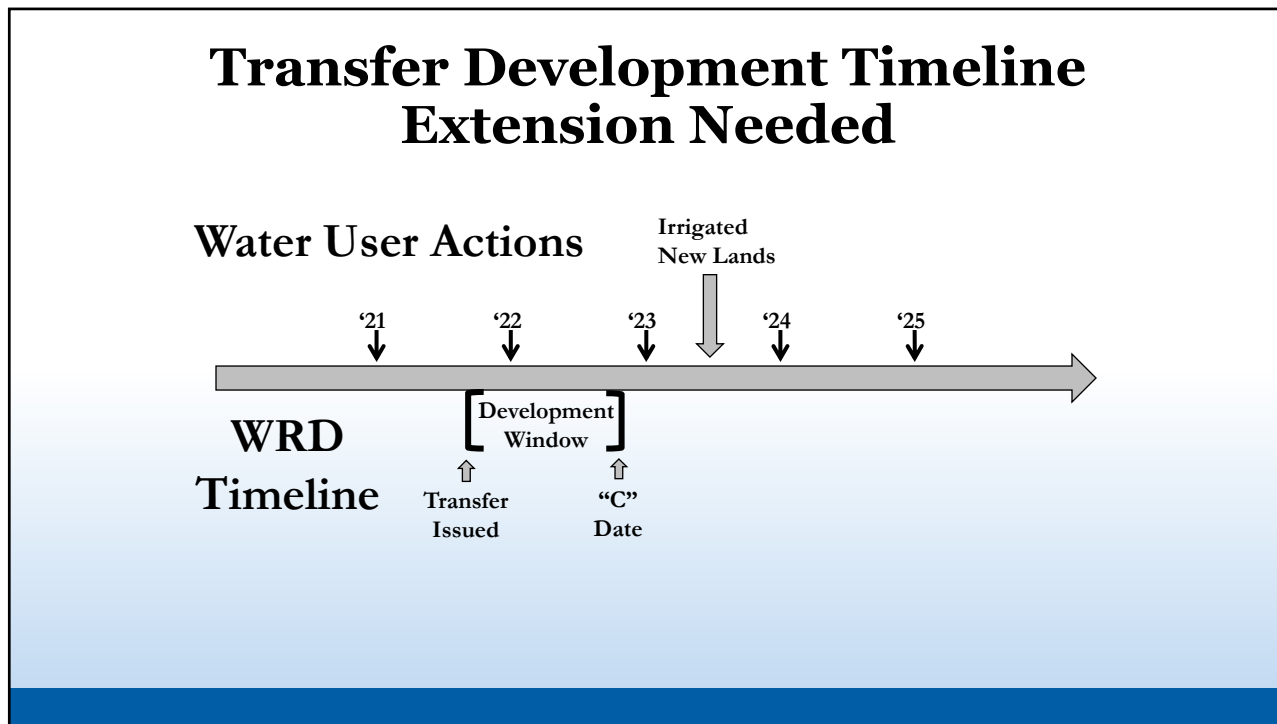 Transfer Development Timeline
Extension Needed
Water User Actions
Irrigated
New Lands
‘21
‘22
‘23
‘24
‘25
WRD
Timeline
Development
Window
Transfer
Issued
“C”
Date